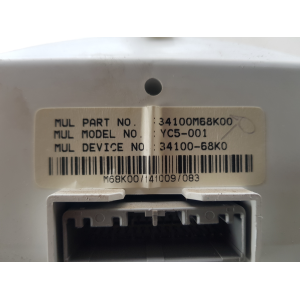 MUL PART NO. : 34100M68K00
MUL MODEL NO. : YC5-001
MUL DEVICE NO : 34100-68K0
M68K00/141009/083